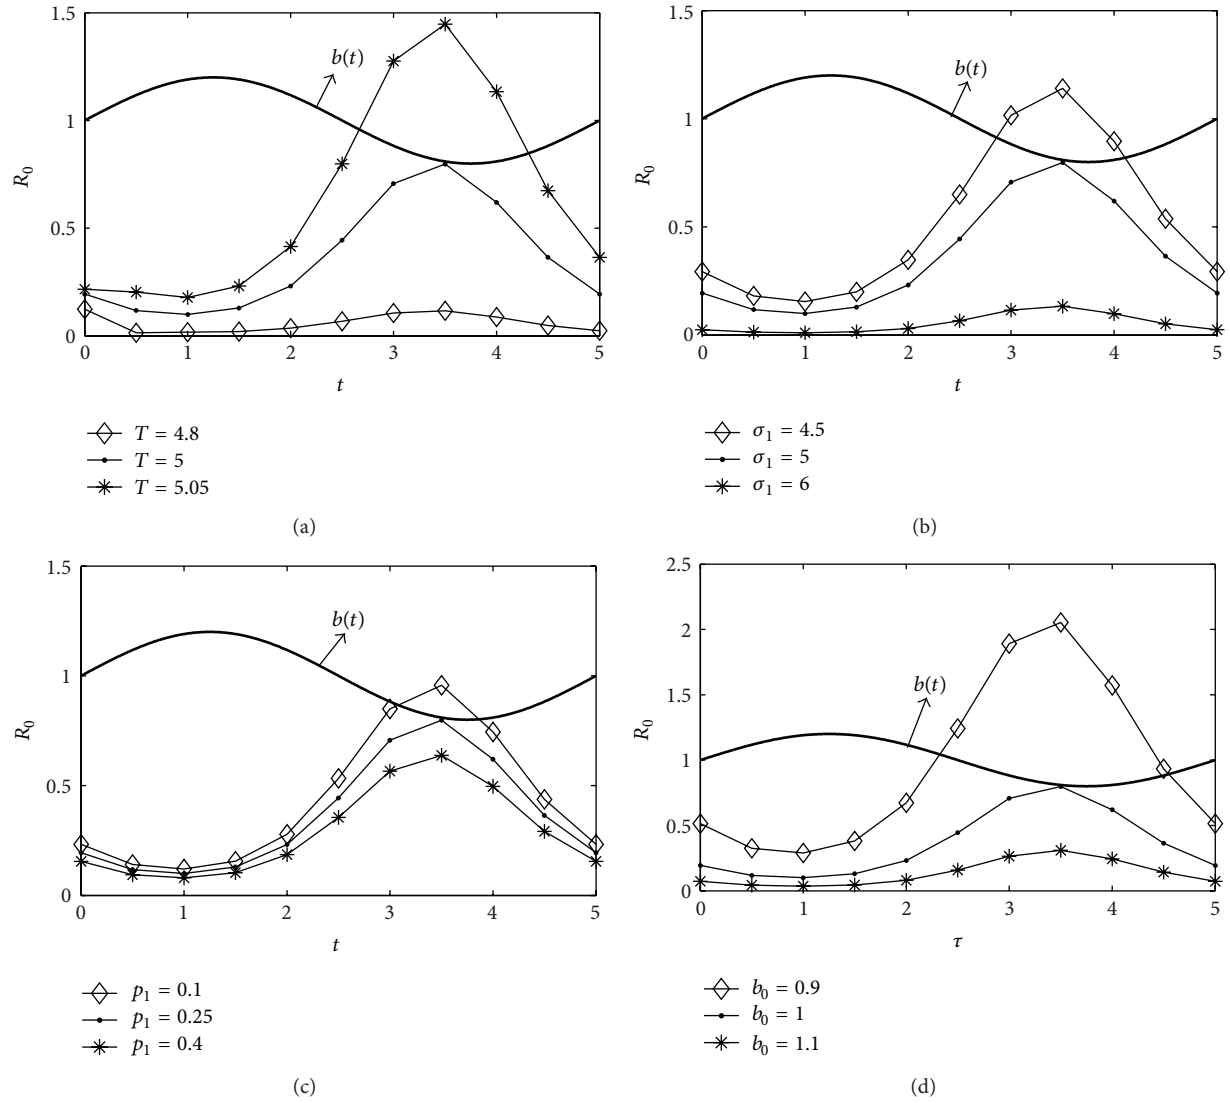 1.5
1
0.5
0
R₀
b(t)
0 1 2 3 4 5
t
T = 4.8
T = 5
T = 5.05
(a)
1.5
1
0.5
0
R₀
b(t)
0 1 2 3 4 5
t
σ₁ = 4.5
σ₁ = 5
σ₁ = 6
(b)
1.5
1
0.5
0
R₀
b(t)
0 1 2 3 4 5
t
p₁ = 0.1
p₁ = 0.25
p₁ = 0.4
(c)
2.5
2
1.5
1
0.5
0
R₀
b(t)
0 1 2 3 4 5
τ
b₀ = 0.9
b₀ = 1
b₀ = 1.1
(d)